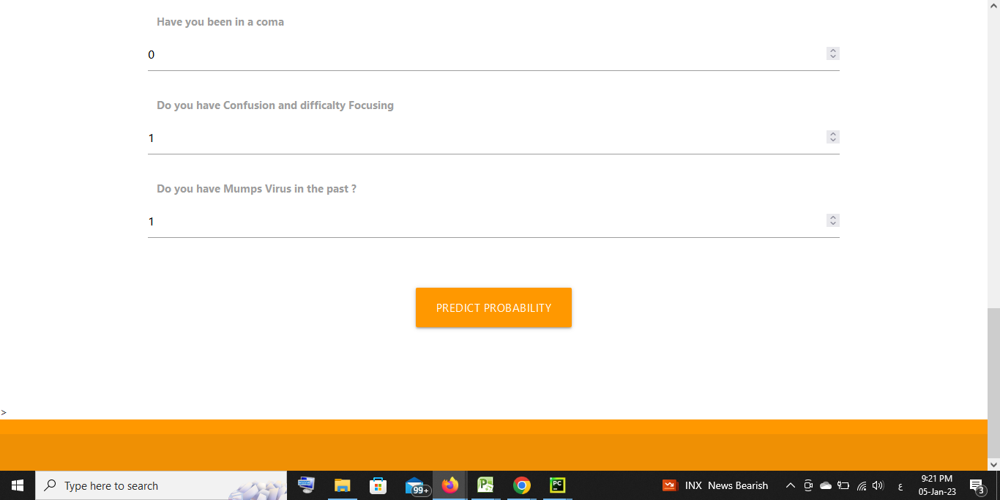 Have you been in a coma
0
Do you have Confusion and difficalty Focusing
1
Do you have Mumps Virus in the past ?
1
PREDICT PROBABILITY
>
Type here to search
99+
PC
INX News Bearish
ع
9:21 PM
05-Jan-23
3